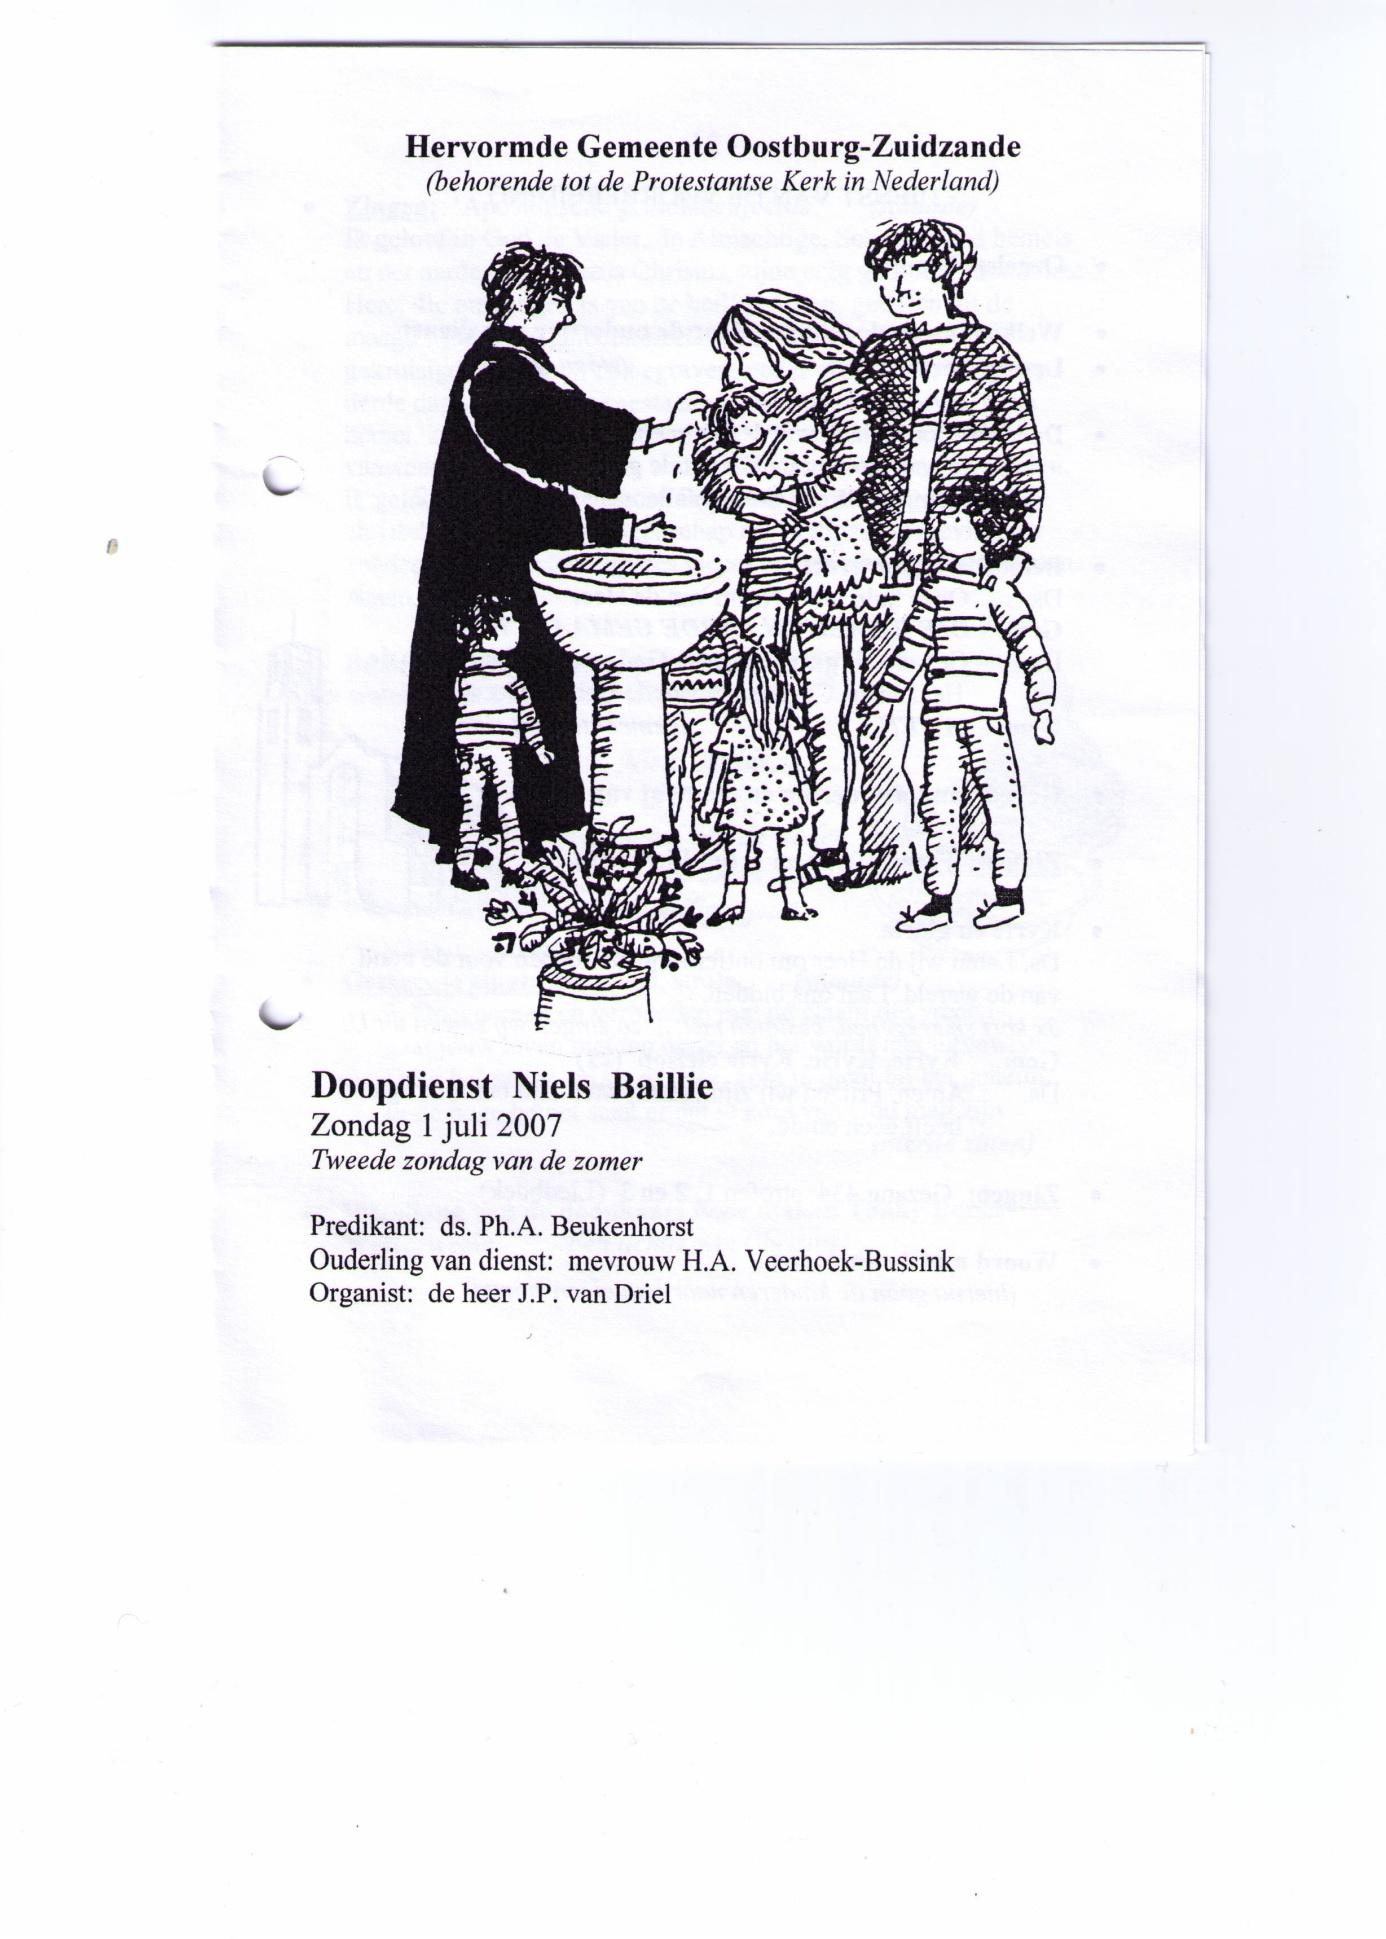 Hervormde Gemeente Oostburg-Zuidzande
(behorende tot de Protestantse Kerk in Nederland)
Doopdienst Niels Baillie
Zondag 1 juli 2007
Tweede zondag van de zomer
Predikant: ds. Ph.A. Beukenhorst
Ouderling van dienst: mevrouw H.A. Veerhoek-Bussink
Organist: de heer J.P. van Driel